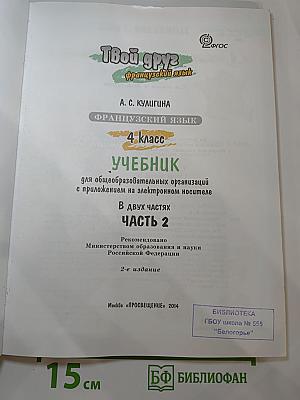 ФГОС
Твой друг
французский язык
А. С. КУЛИГИНА
ФРАНЦУЗСКИЙ ЯЗЫК
4 класс
УЧЕБНИК
для общеобразовательных организаций
с приложением на электронном носителе
В двух частях
ЧАСТЬ 2
Рекомендовано
Министерством образования и науки
Российской Федерации
2-е издание
Москва «ПРОСВЕЩЕНИЕ» 2014
БИБЛИОТЕКА
ГБОУ школа № 555
"Белогорье"
15 см
БФ БИБЛИОФАН